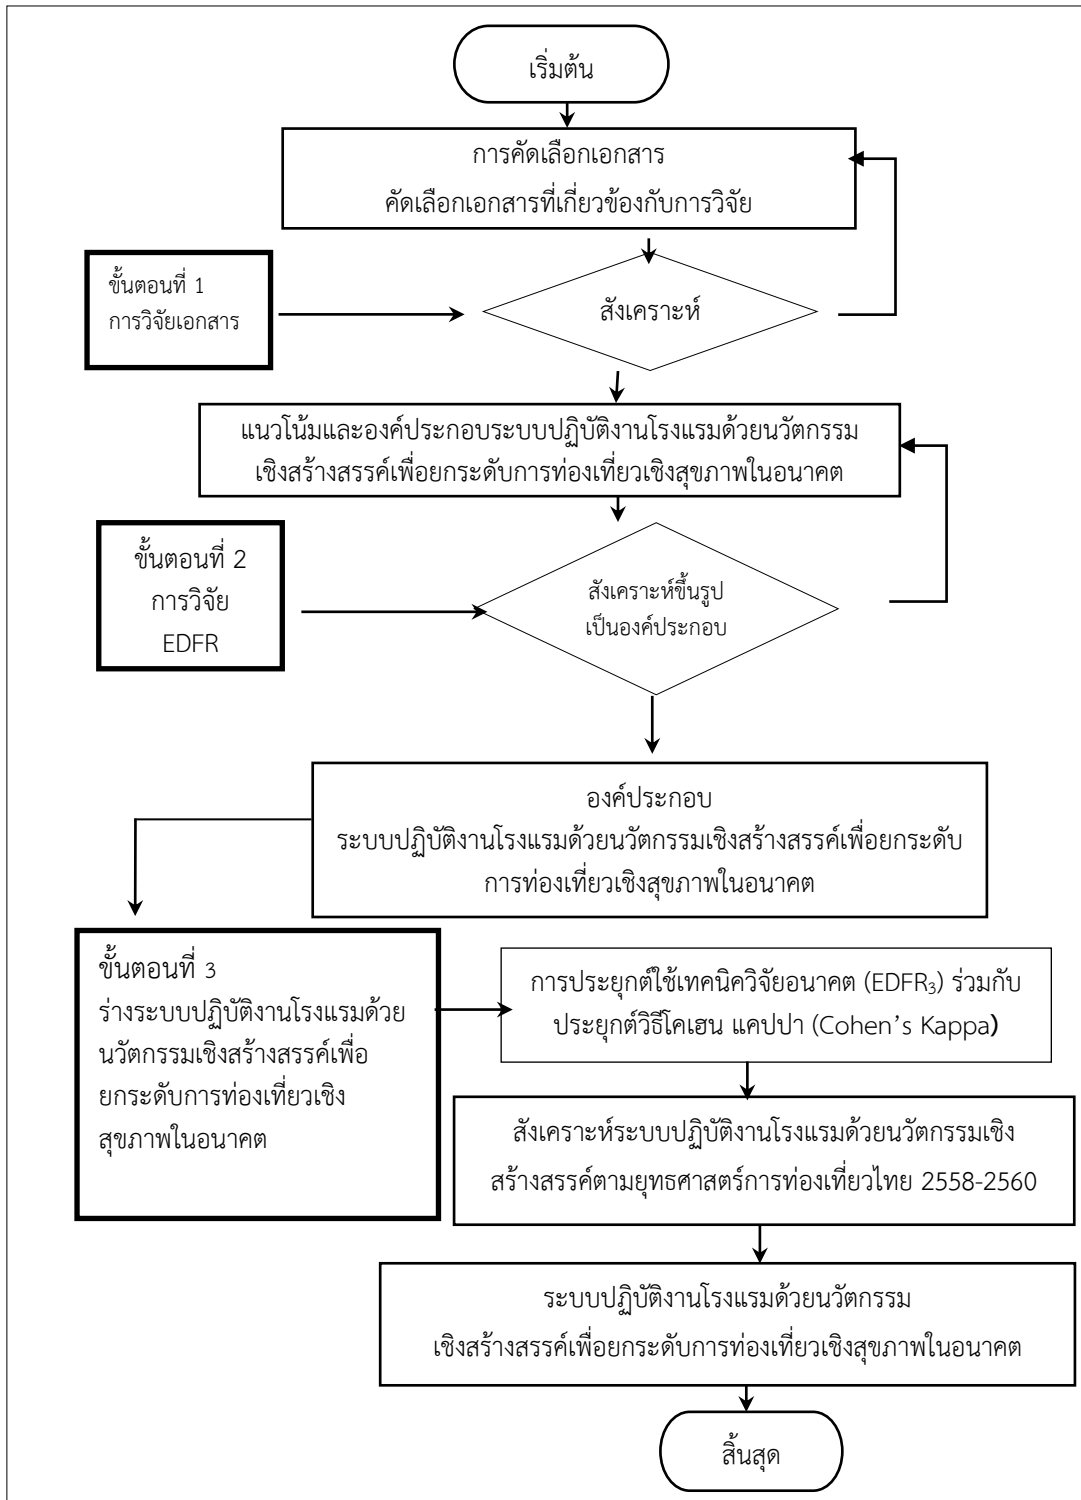 เริ่มต้น
การคัดเลือกเอกสาร
คัดเลือกเอกสารที่เกี่ยวข้องกับการวิจัย
ขั้นตอนที่ 1
การวิจัยเอกสาร
สังเคราะห์
แนวโน้มและองค์ประกอบระบบปฏิบัติงานโรงแรมด้วยนวัตกรรม
เชิงสร้างสรรค์เพื่อยกระดับการท่องเที่ยวเชิงสุขภาพในอนาคต
ขั้นตอนที่ 2
การวิจัย
EDFR
สังเคราะห์ขึ้นรูป
เป็นองค์ประกอบ
องค์ประกอบ
ระบบปฏิบัติงานโรงแรมด้วยนวัตกรรมเชิงสร้างสรรค์เพื่อยกระดับ
การท่องเที่ยวเชิงสุขภาพในอนาคต
ขั้นตอนที่ 3
ร่างระบบปฏิบัติงานโรงแรมด้วย
นวัตกรรมเชิงสร้างสรรค์เพื่อ
ยกระดับการท่องเที่ยวเชิง
สุขภาพในอนาคต
การประยุกต์ใช้เทคนิควิจัยอนาคต (EDFR₃) ร่วมกับ
ประยุกต์วิธีโคเฮน แคปปา (Cohen's Kappa)
สังเคราะห์ระบบปฏิบัติงานโรงแรมด้วยนวัตกรรมเชิง
สร้างสรรค์ตามยุทธศาสตร์การท่องเที่ยวไทย 2558-2560
ระบบปฏิบัติงานโรงแรมด้วยนวัตกรรม
เชิงสร้างสรรค์เพื่อยกระดับการท่องเที่ยวเชิงสุขภาพในอนาคต
สิ้นสุด